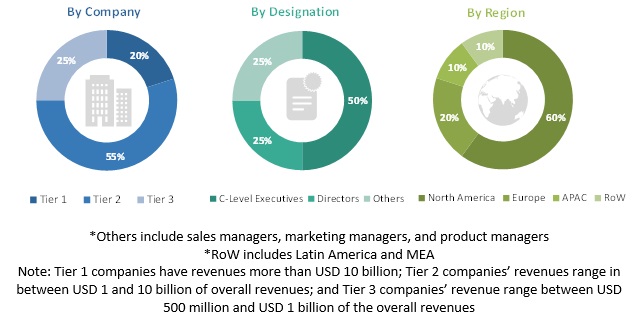 By Company
25%
20%
55%
Tier 1 Tier 2 Tier 3
By Designation
25%
50%
25%
C-Level Executives Directors Others
By Region
10%
10%
20%
60%
North America Europe APAC RoW
*Others include sales managers, marketing managers, and product managers
*RoW includes Latin America and MEA
Note: Tier 1 companies have revenues more than USD 10 billion; Tier 2 companies’ revenues range in
between USD 1 and 10 billion of overall revenues; and Tier 3 companies’ revenue range between USD
500 million and USD 1 billion of the overall revenues